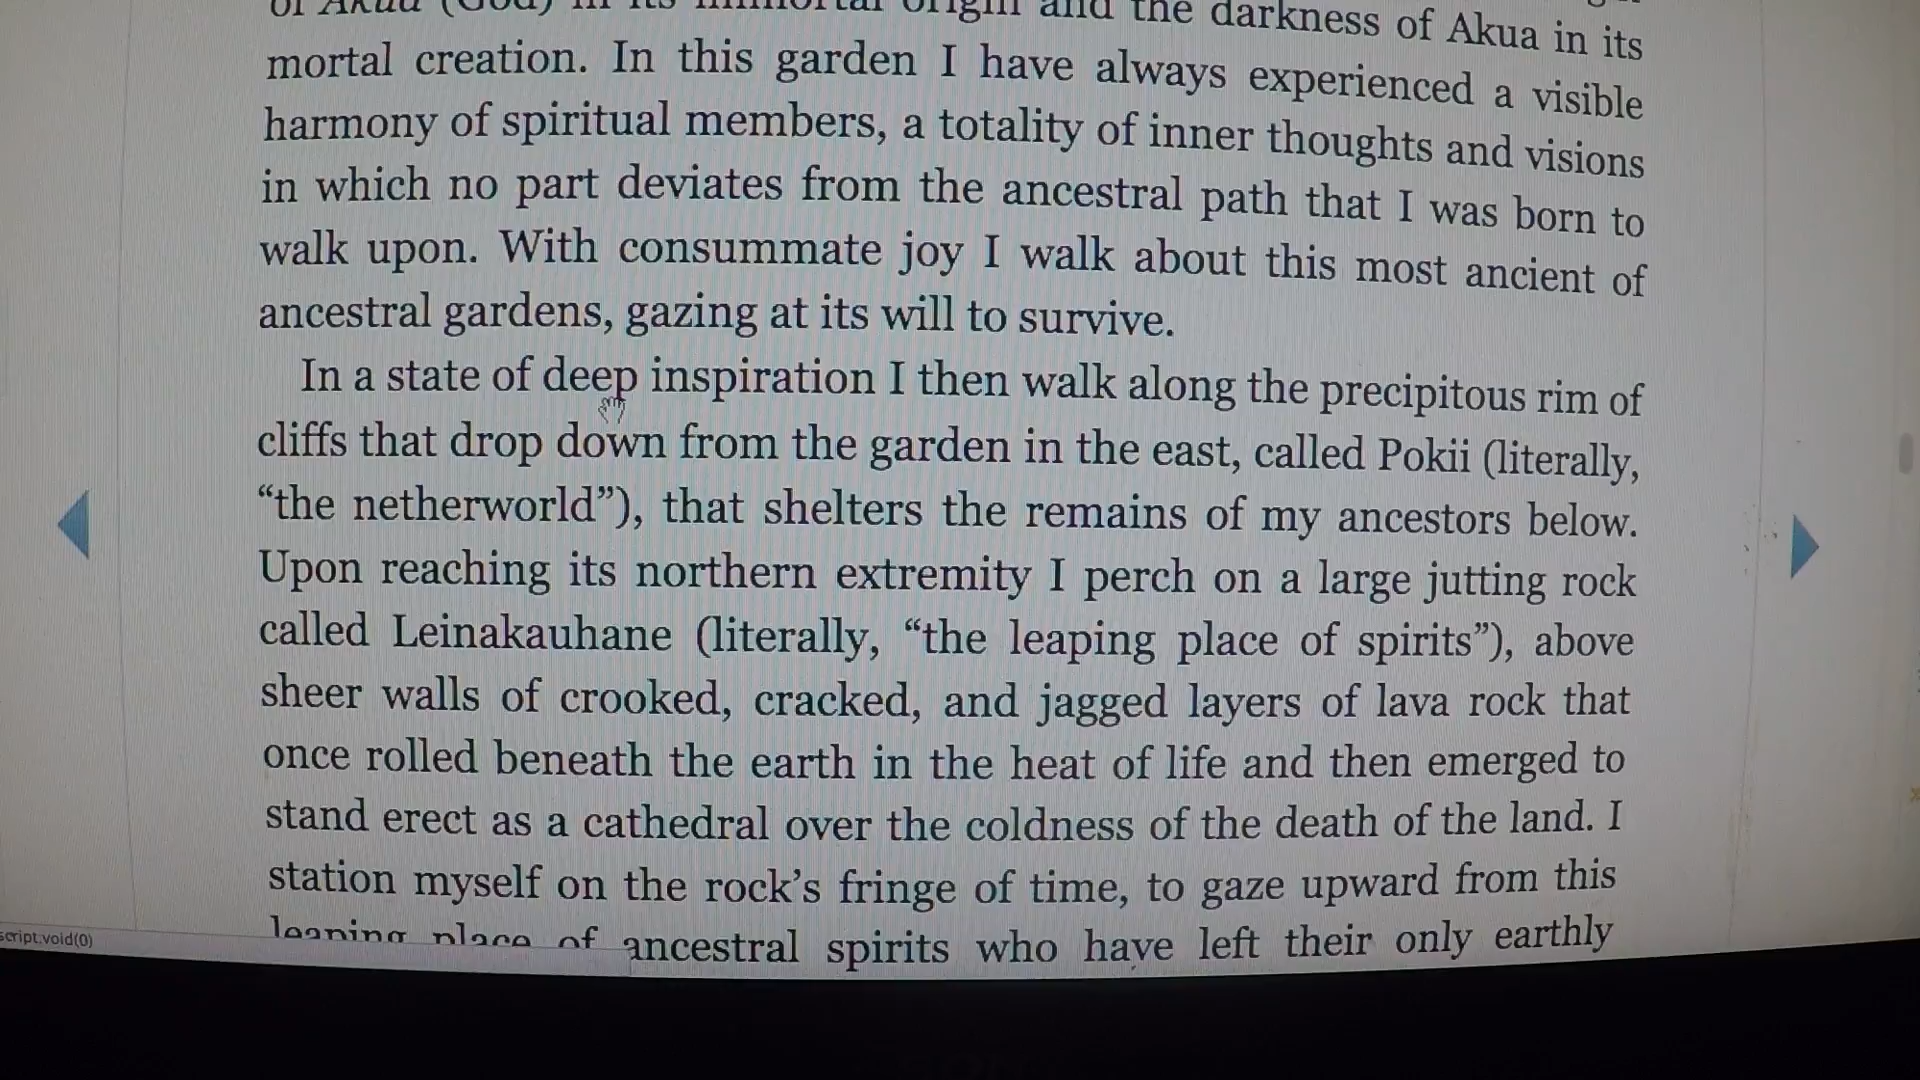 of Akua (God) in its immortal origin and the darkness of Akua in its
mortal creation. In this garden I have always experienced a visible
harmony of spiritual members, a totality of inner thoughts and visions
in which no part deviates from the ancestral path that I was born to
walk upon. With consummate joy I walk about this most ancient of
ancestral gardens, gazing at its will to survive.
In a state of deep inspiration I then walk along the precipitous rim of
cliffs that drop down from the garden in the east, called Pokii (literally,
“the netherworld”), that shelters the remains of my ancestors below.
Upon reaching its northern extremity I perch on a large jutting rock
called Leinakauhane (literally, “the leaping place of spirits”), above
sheer walls of crooked, cracked, and jagged layers of lava rock that
once rolled beneath the earth in the heat of life and then emerged to
stand erect as a cathedral over the coldness of the death of the land. I
station myself on the rock’s fringe of time, to gaze upward from this
leaping place of ancestral spirits who have left their only earthly
script:void(0)